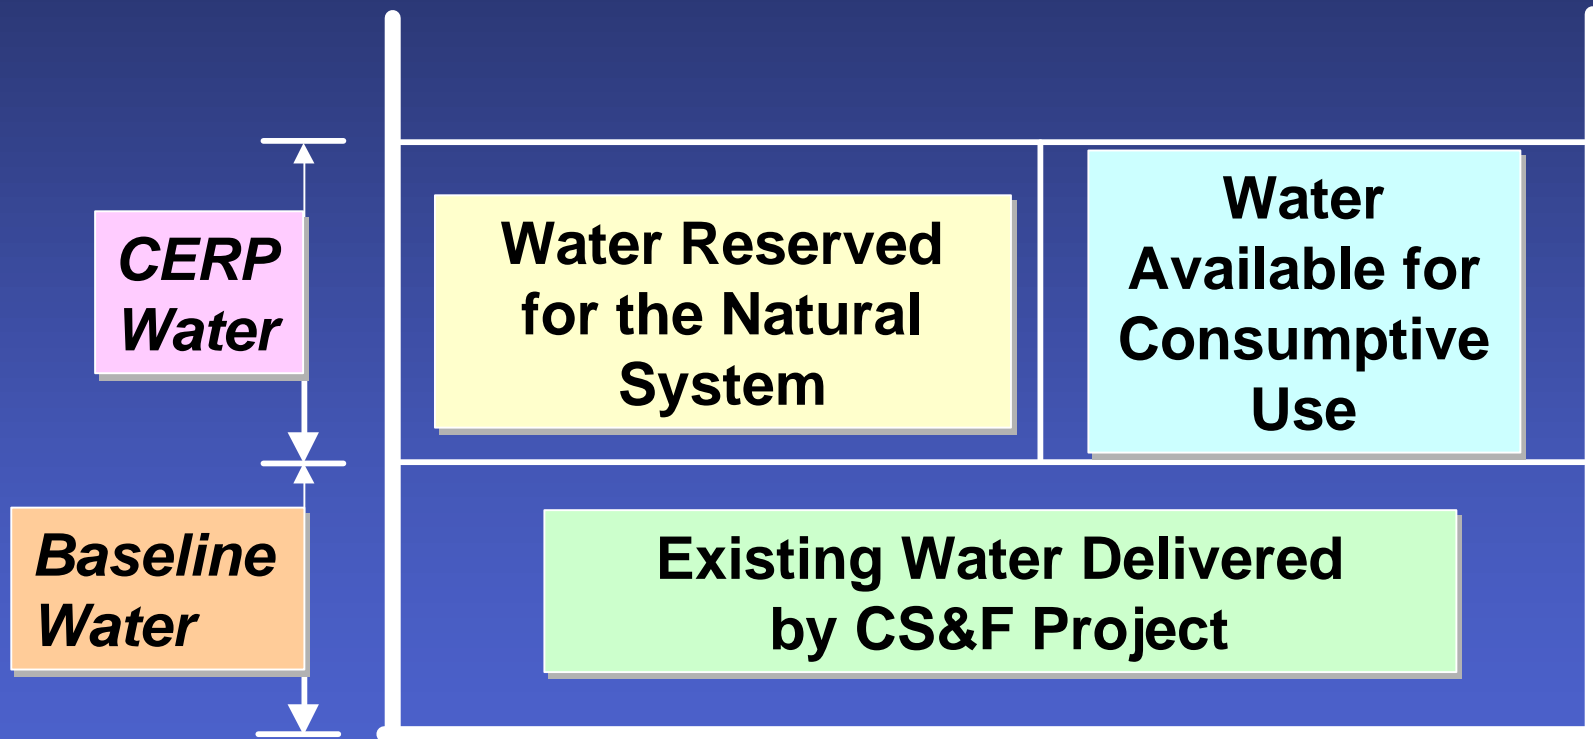 CERP
Water
Water Reserved
for the Natural
System
Water
Available for
Consumptive
Use
Baseline
Water
Existing Water Delivered
by CS&F Project